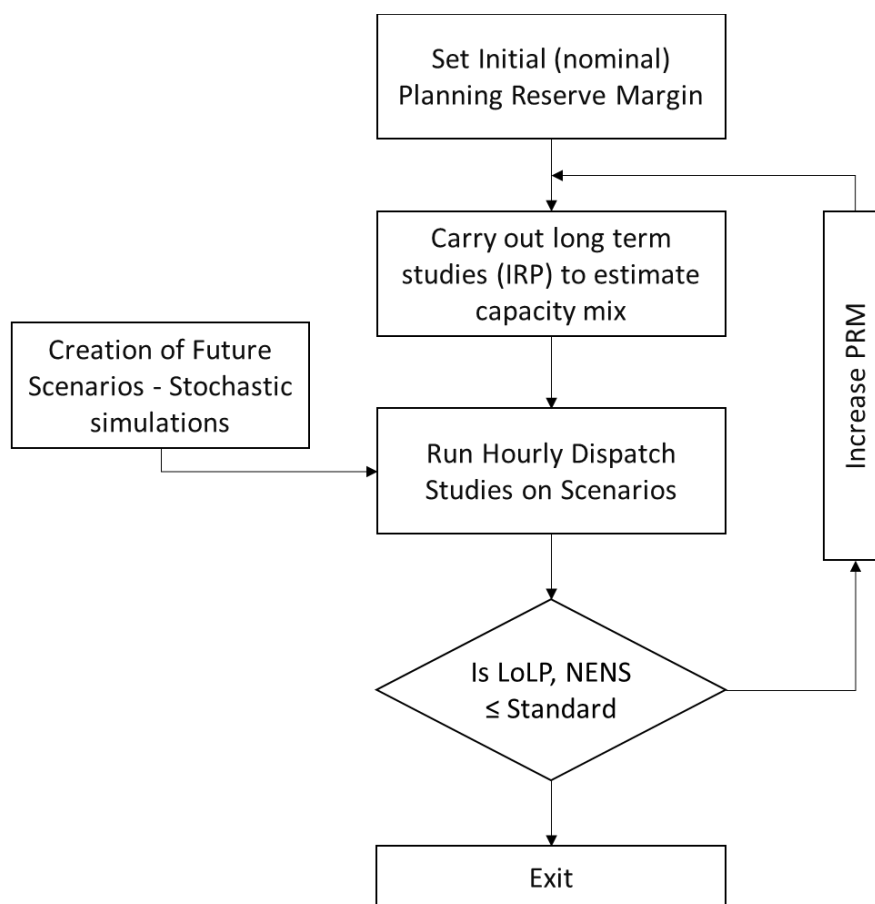 Set Initial (nominal)
Planning Reserve Margin
Carry out long term
studies (IRP) to estimate
capacity mix
Creation of Future
Scenarios - Stochastic
simulations
Run Hourly Dispatch
Studies on Scenarios
Increase PRM
Is LoLP, NENS
≤ Standard
Exit